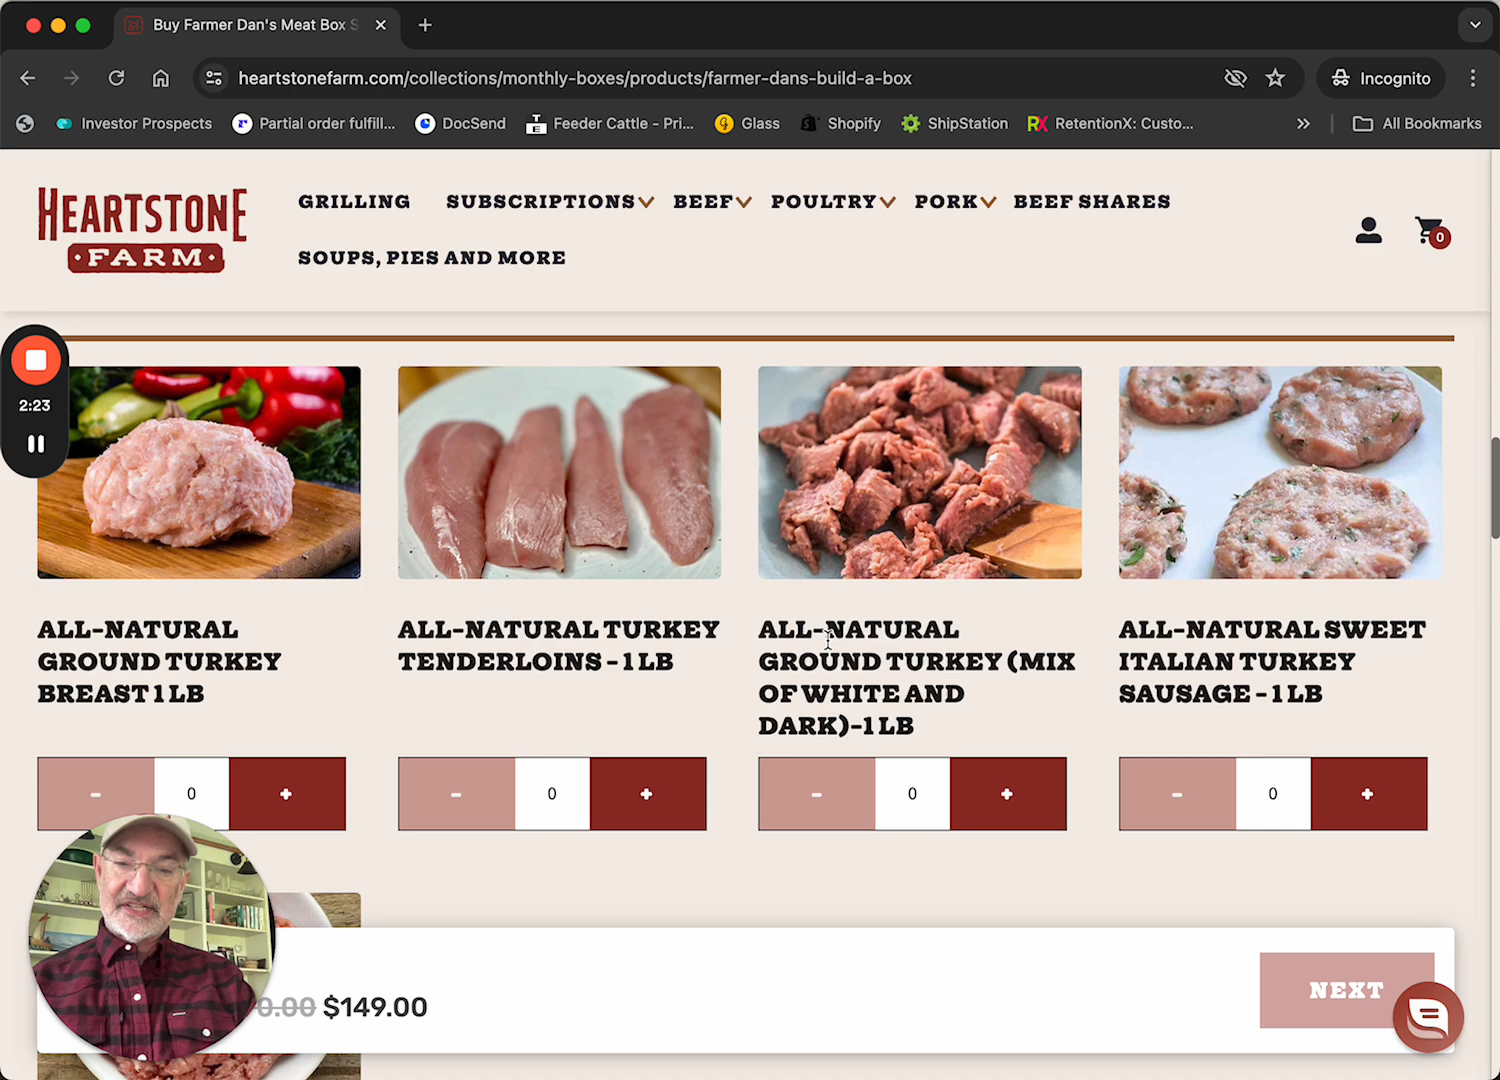 Buy Farmer Dan's Meat Box S
heartstonefarm.com/collections/monthly-boxes/products/farmer-dans-build-a-box
Incognito
Investor Prospects
Partial order fulfill...
DocSend
Feeder Cattle - Pri...
Glass
Shopify
ShipStation
RX RetentionX: Custo...
»
All Bookmarks
HEARTSTONE
FARM
GRILLING SUBSCRIPTIONS BEEF POULTRY PORK BEEF SHARES
SOUPS, PIES AND MORE
0
2:23
ALL-NATURAL
GROUND TURKEY
BREAST 1 LB
ALL-NATURAL TURKEY
TENDERLOINS - 1 LB
ALL-NATURAL
GROUND TURKEY (MIX
OF WHITE AND
DARK)-1 LB
ALL-NATURAL SWEET
ITALIAN TURKEY
SAUSAGE - 1 LB
- 0 +
- 0 +
- 0 +
- 0 +
0.00 $149.00
NEXT